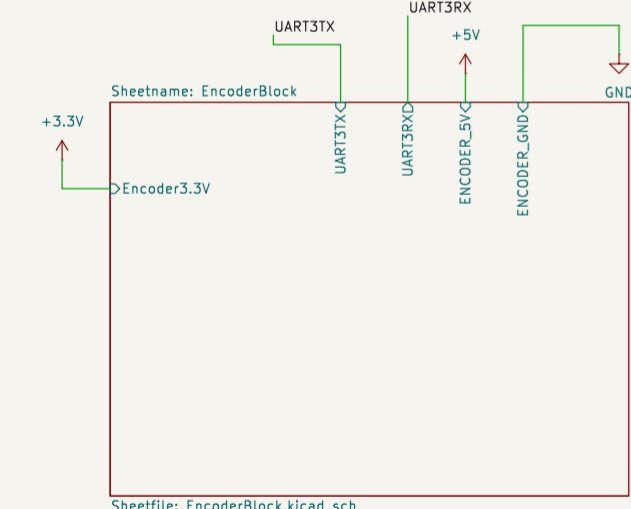 UART3RX
UART3TX
+5V
GND
Sheetname: EncoderBlock
+3.3V
UART3TX
UART3RX
ENCODER_5V
ENCODER_GND
Encoder3.3V
Sheetfile: EncoderBlock.kicad_sch